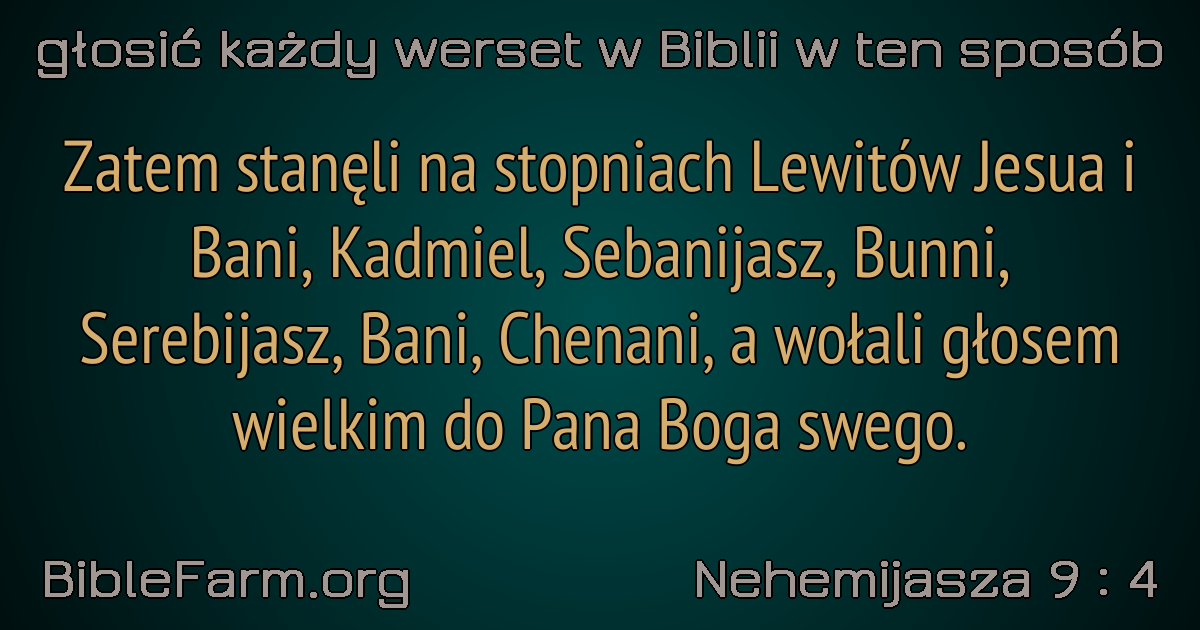 głosić każdy werset w Biblii w ten sposób
Zatem stanęli na stopniach Lewitów Jesua i
Bani, Kadmiel, Sebanijasz, Bunni,
Serebijasz, Bani, Chenani, a wołali głosem
wielkim do Pana Boga swego.
BibleFarm.org
Nehemijasza 9 : 4